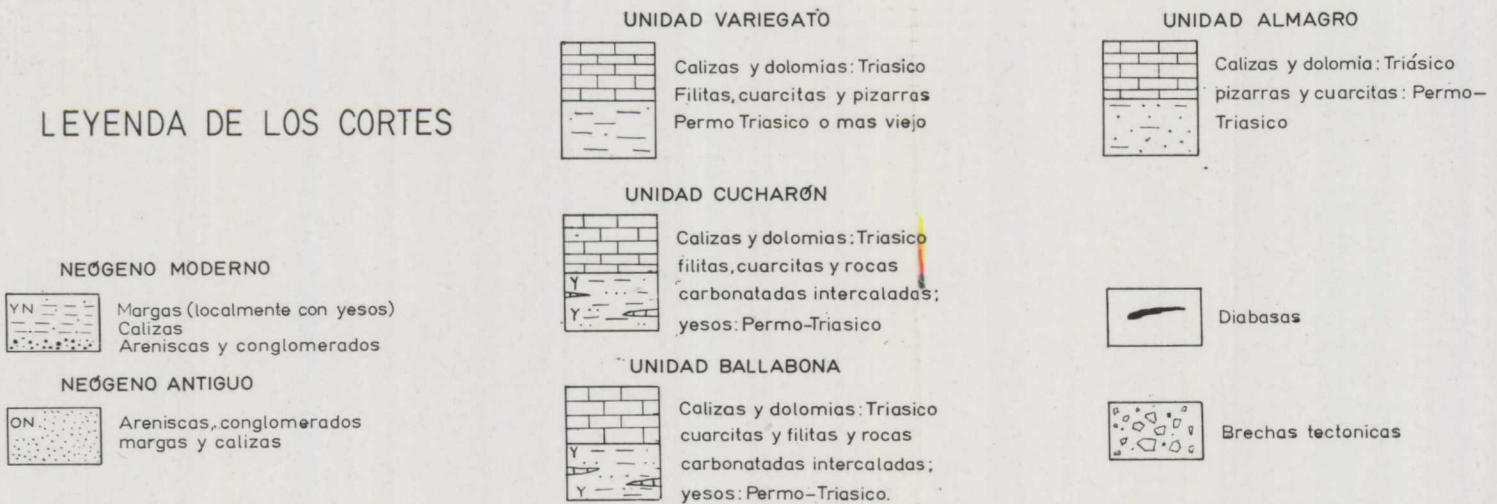 LEYENDA DE LOS CORTES
NEÓGENO MODERNO
YN
Margas (localmente con yesos)
Calizas
Areniscas y conglomerados
NEÓGENO ANTIGUO
ON
Areniscas, conglomerados
margas y calizas
UNIDAD VARIEGATO
Calizas y dolomias: Triasico
Filitas, cuarcitas y pizarras
Permo Triasico o mas viejo
UNIDAD CUCHARÓN
Calizas y dolomias: Triasico
filitas, cuarcitas y rocas
carbonatadas intercaladas;
yesos: Permo-Triasico
Y
Y
UNIDAD BALLABONA
Calizas y dolomias: Triasico
cuarcitas y filitas y rocas
carbonatadas intercaladas;
yesos: Permo-Triasico.
Y
Y
UNIDAD ALMAGRO
Calizas y dolomia: Triásico
pizarras y cuarcitas: Permo-
Triasico
Diabasas
Brechas tectonicas